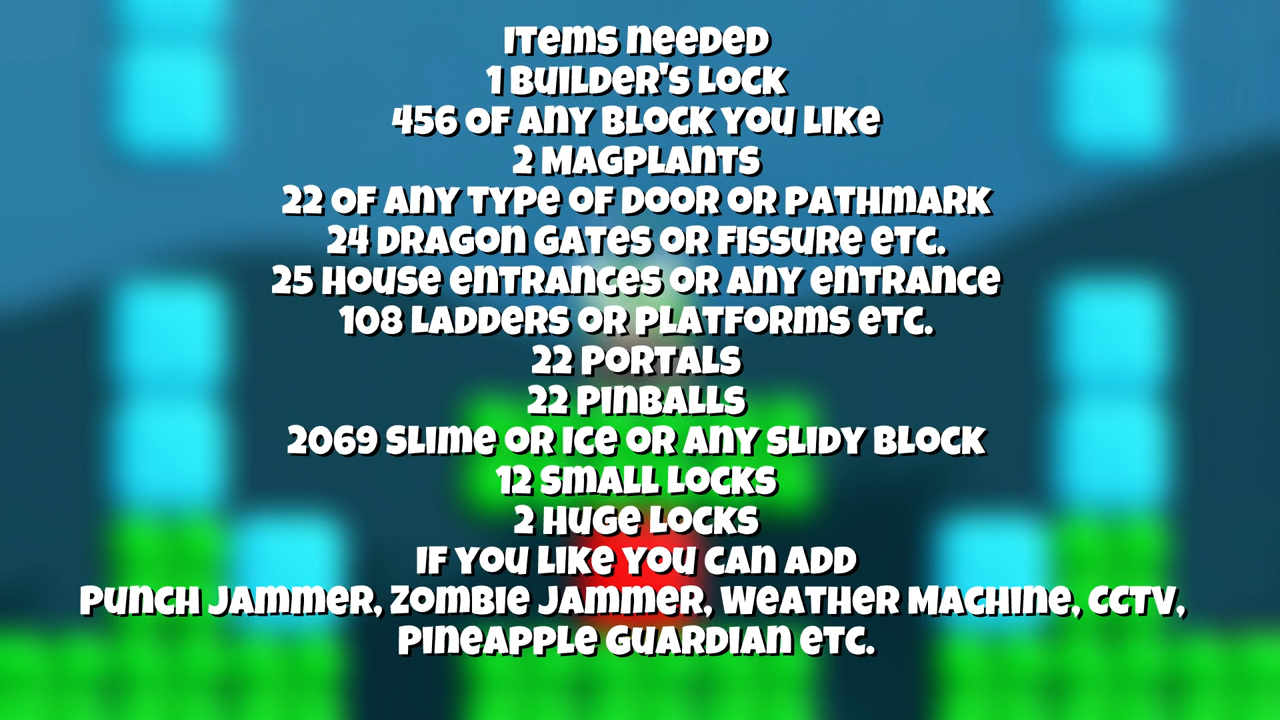 Items needed
1 Builder's Lock
456 of any block you like
2 Magplants
22 of any type of door or pathmark
24 Dragon Gates or Fissure etc.
25 House entrances or any entrance
108 Ladders or Platforms etc.
22 Portals
22 Pinballs
2069 Slime or Ice or any slidy block
12 Small Locks
2 Huge Locks
If you like you can add
Punch Jammer, Zombie Jammer, Weather Machine, CCTV,
Pineapple Guardian etc.